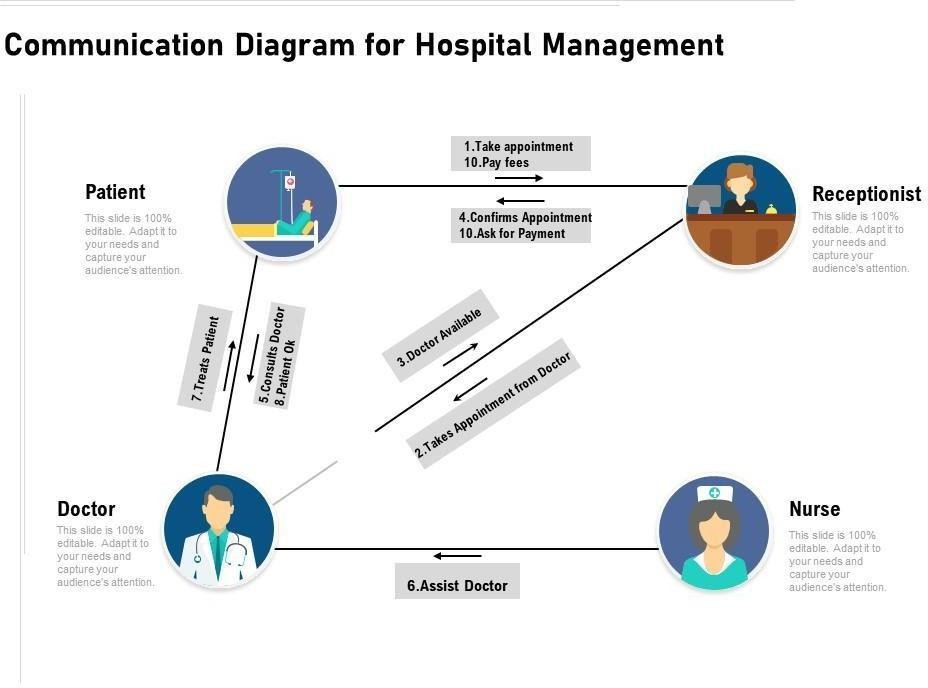 Communication Diagram for Hospital Management
1.Take appointment
10.Pay fees
Patient
This slide is 100%
editable. Adapt it to
your needs and
capture your
audience's attention.
Receptionist
This slide is 100%
editable. Adapt it to
your needs and
capture your
audience's attention.
4.Confirms Appointment
10.Ask for Payment
7.Treats Patient
5.Consults Doctor
8.Patient Ok
3.Doctor Available
2.Takes Appointment from Doctor
Doctor
This slide is 100%
editable. Adapt it to
your needs and
capture your
audience's attention.
Nurse
This slide is 100%
editable. Adapt it to
your needs and
capture your
audience's attention.
6.Assist Doctor